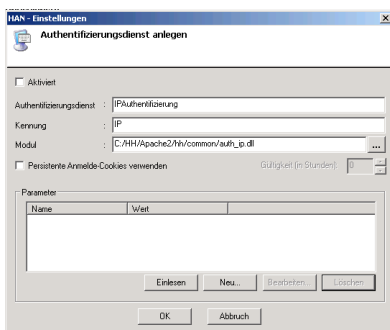 HAN - Einstellungen
Authentifizierungsdienst anlegen
Aktiviert
Authentifizierungsdienst : IPAuthentifizierung
Kennung : IP
Modul : C:/HH/Apache2/hh/common/auth_ip.dll ...
Persistente Anmelde-Cookies verwenden Gültigkeit (in Stunden): 0
Parameter
Name Wert
Einlesen Neu... Bearbeiten... Löschen
OK Abbruch